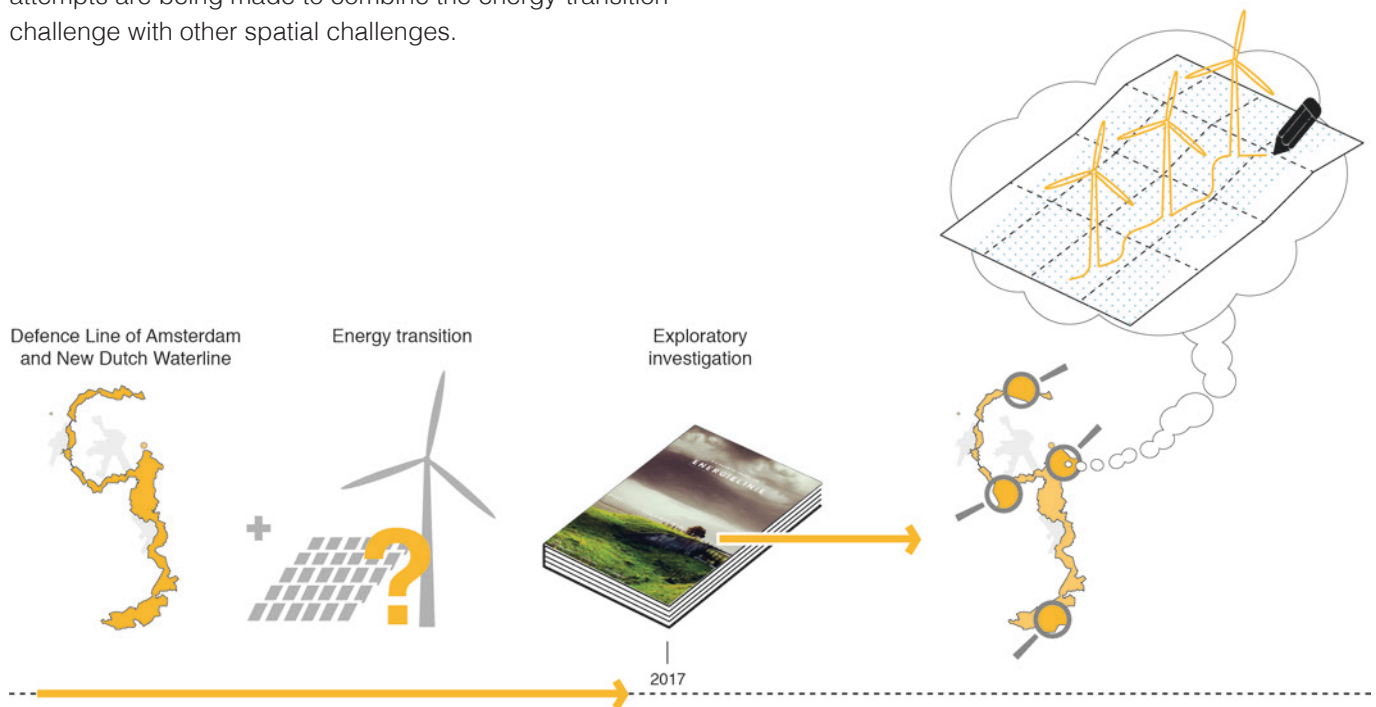 attempts are being made to combine the energy transition
challenge with other spatial challenges.
Defence Line of Amsterdam
and New Dutch Waterline
Energy transition
Exploratory
investigation
+
?
ENERGIELINIE
2017